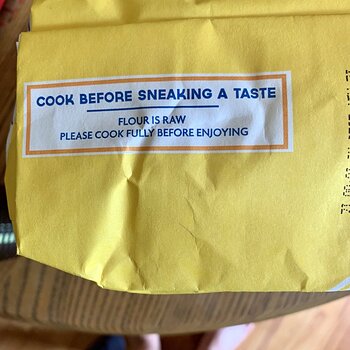 COOK BEFORE SNEAKING A TASTE
FLOUR IS RAW
PLEASE COOK FULLY BEFORE ENJOYING